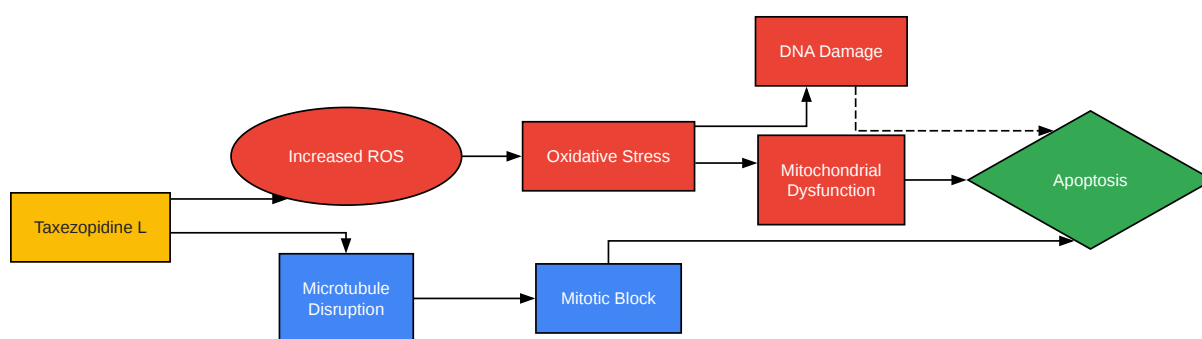 DNA Damage
Increased ROS
Oxidative Stress
Mitochondrial
Dysfunction
Apoptosis
Taxezopidine L
Microtubule
Disruption
Mitotic Block